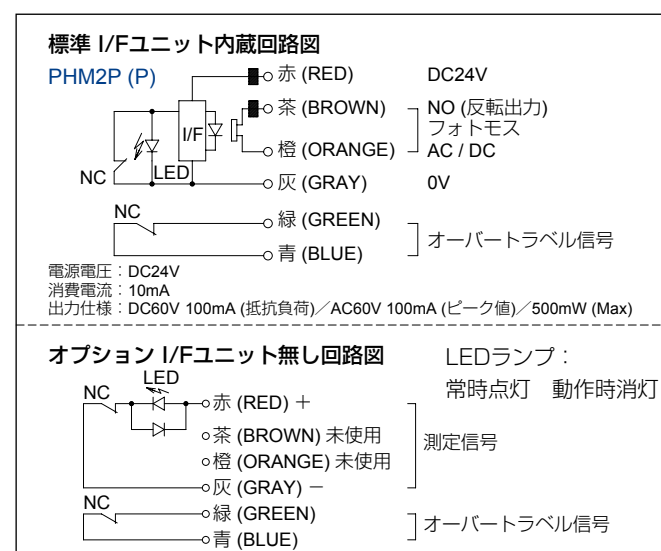 標準 I/Fユニット内蔵回路図
PHM2P (P)
赤 (RED) DC24V
茶 (BROWN) NO (反転出力)
フォトモス
I/F
橙 (ORANGE) AC / DC
NC LED
灰 (GRAY) 0V
NC
緑 (GREEN)
オーバートラベル信号
青 (BLUE)
電源電圧：DC24V
消費電流：10mA
出力仕様：DC60V 100mA (抵抗負荷)／AC60V 100mA (ピーク値)／500mW (Max)
オプション I/Fユニット無し回路図
LEDランプ：
常時点灯 動作時消灯
LED
NC
赤 (RED) ＋
茶 (BROWN) 未使用
測定信号
橙 (ORANGE) 未使用
灰 (GRAY) －
NC
緑 (GREEN)
オーバートラベル信号
青 (BLUE)